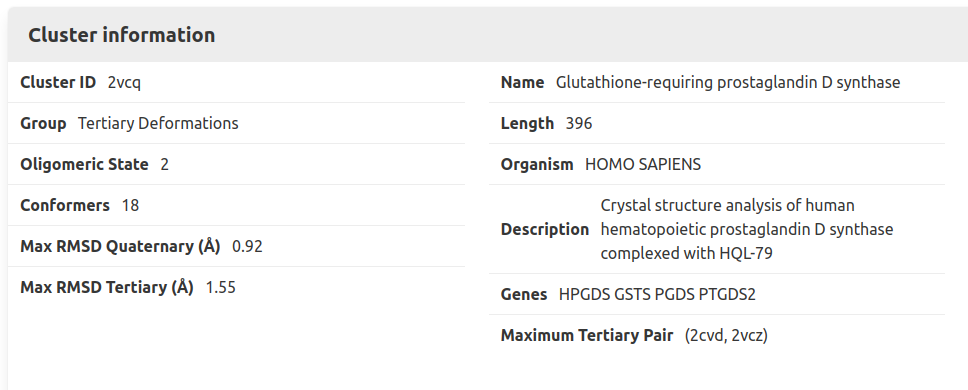 Cluster information
Cluster ID 2vcq
Group Tertiary Deformations
Oligomeric State 2
Conformers 18
Max RMSD Quaternary (Å) 0.92
Max RMSD Tertiary (Å) 1.55
Name Glutathione-requiring prostaglandin D synthase
Length 396
Organism HOMO SAPIENS
Description Crystal structure analysis of human
hematopoietic prostaglandin D synthase
complexed with HQL-79
Genes HPGDS GSTS PGDS PTGDS2
Maximum Tertiary Pair (2cvd, 2vcz)